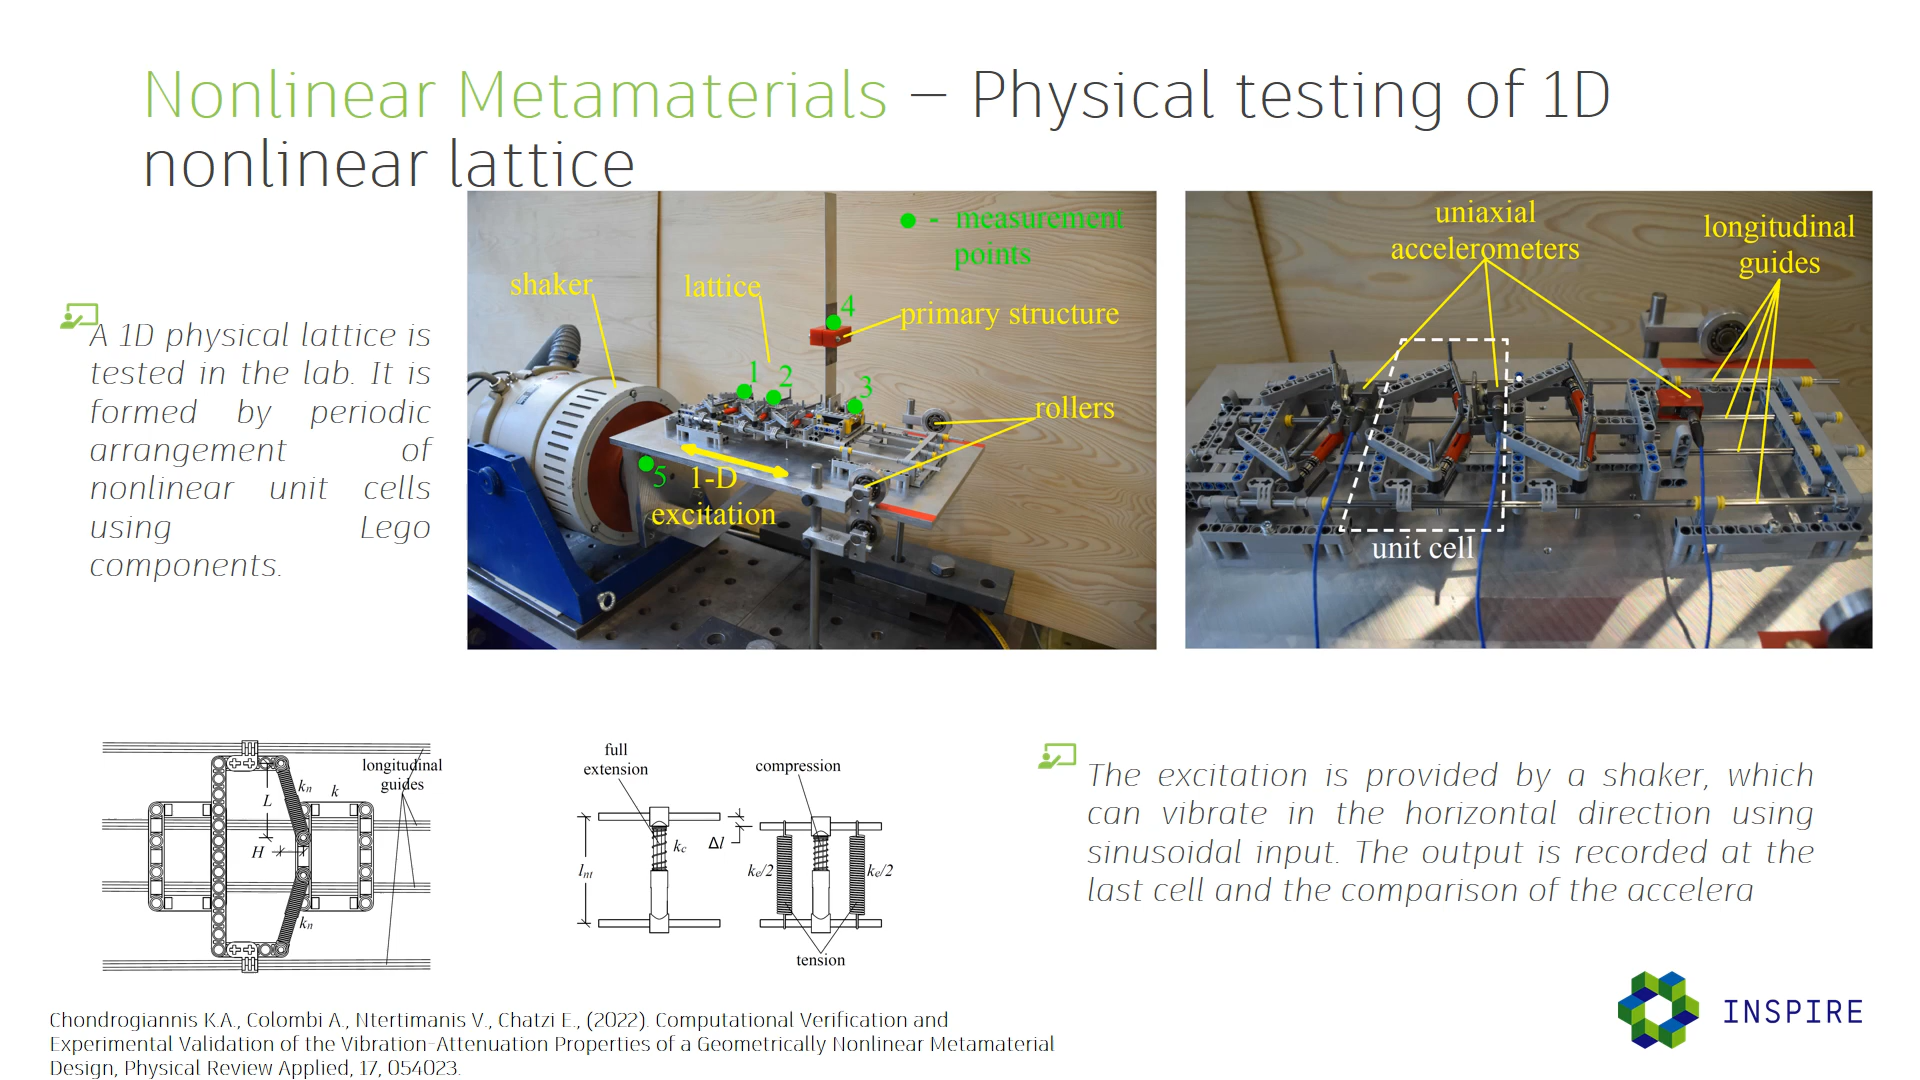 Nonlinear Metamaterials – Physical testing of 1D
nonlinear lattice
A 1D physical lattice is
tested in the lab. It is
formed by periodic
arrangement of
nonlinear unit cells
using Lego
components.
- measurement
points
shaker
lattice
4
primary structure
1
2
3
rollers
5
1-D
excitation
uniaxial
accelerometers
longitudinal
guides
unit cell
longitudinal
guides
kn
k
L
H
kn
full
extension
compression
kc
Δl
lnt
ke/2
ke/2
tension
The excitation is provided by a shaker, which
can vibrate in the horizontal direction using
sinusoidal input. The output is recorded at the
last cell and the comparison of the accelera
Chondrogiannis K.A., Colombi A., Ntertimanis V., Chatzi E., (2022). Computational Verification and
Experimental Validation of the Vibration-Attenuation Properties of a Geometrically Nonlinear Metamaterial
Design, Physical Review Applied, 17, 054023.
INSPIRE